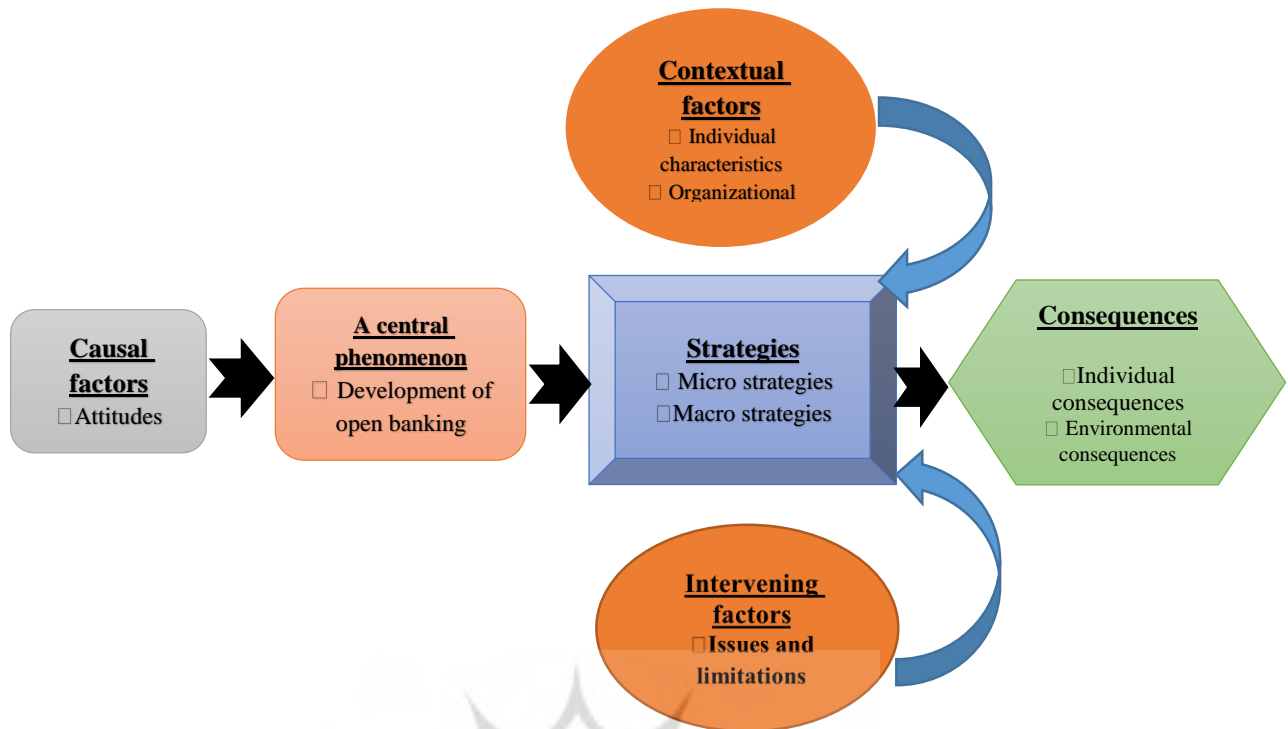 Contextual
factors
□ Individual
characteristics
□ Organizational
Causal
factors
□Attitudes
A central
phenomenon
□ Development of
open banking
Strategies
□ Micro strategies
□Macro strategies
Consequences
□Individual
consequences
□ Environmental
consequences
Intervening
factors
□Issues and
limitations